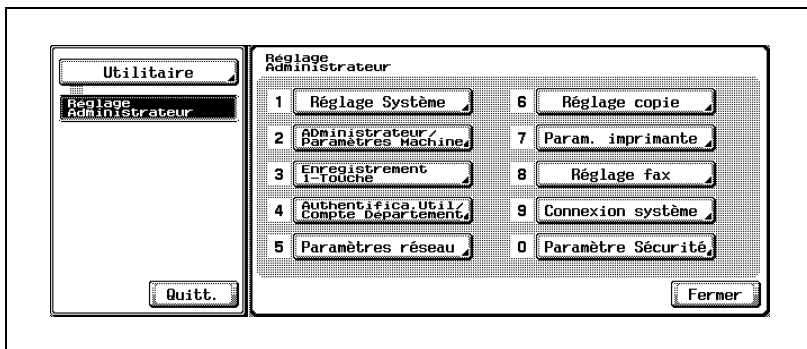 Utilitaire
Réglage
Administrateur
Quitt.
Réglage
Administrateur
1 Réglage Système
2 ADministrateur/
Paramètres Machine
3 Enregistrement
1-Touche
4 Authentifica.Util/
Compte Département
5 Paramètres réseau
6 Réglage copie
7 Param. imprimante
8 Réglage fax
9 Connexion système
0 Paramètre Sécurité
Fermer